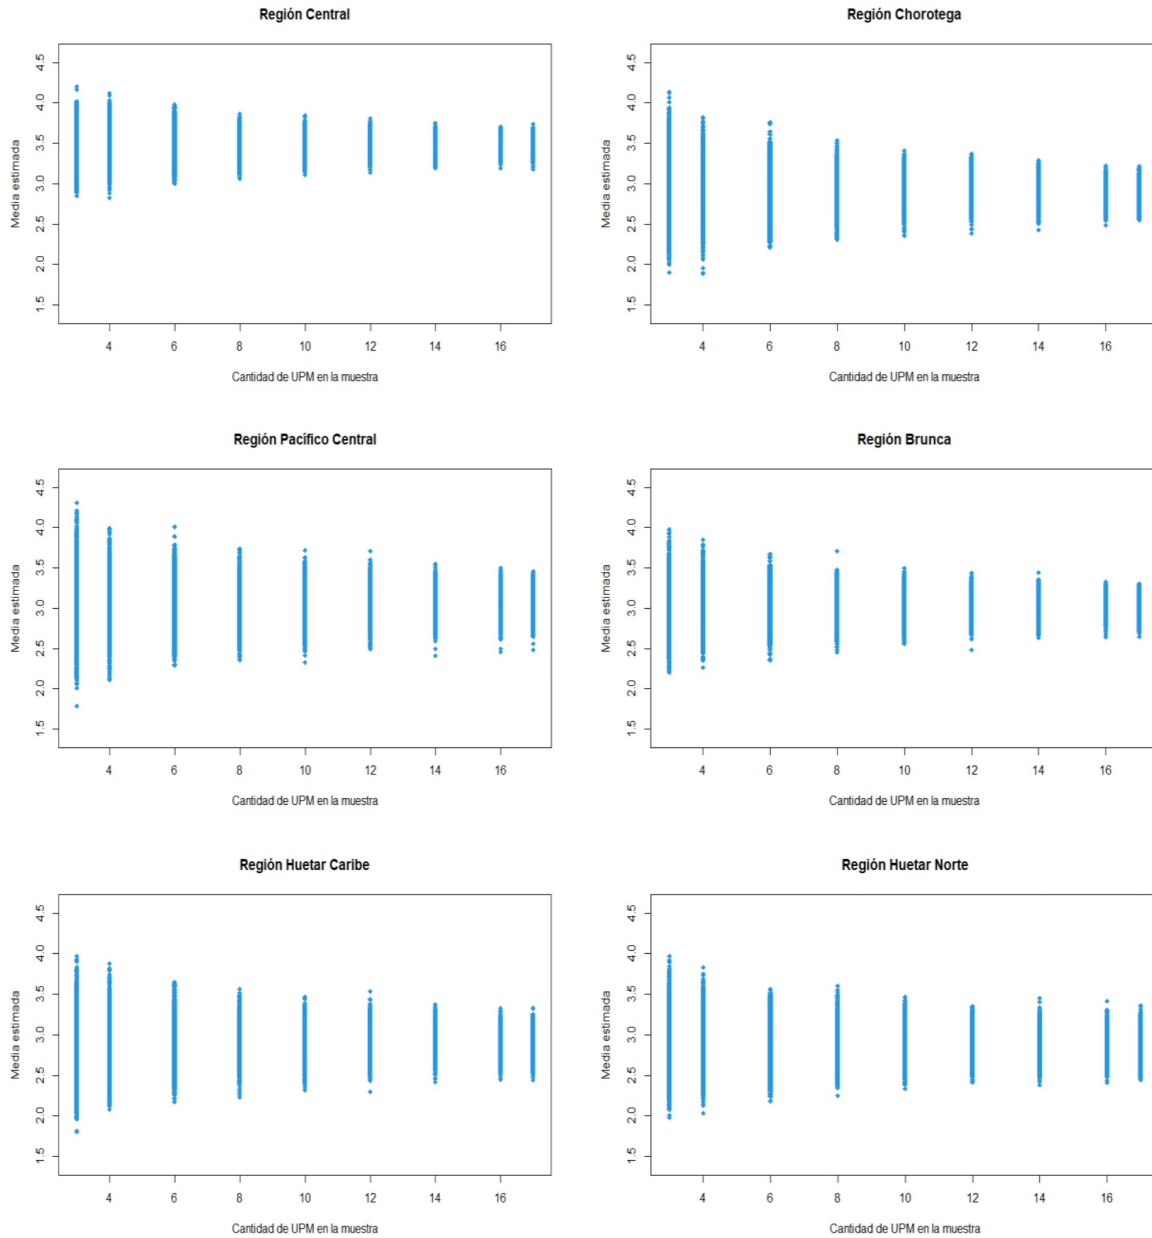 Región Central
Media estimada
4.5
4.0
3.5
3.0
2.5
2.0
1.5
4 6 8 10 12 14 16
Cantidad de UPM en la muestra
Región Chorotega
Media estimada
4.5
4.0
3.5
3.0
2.5
2.0
1.5
4 6 8 10 12 14 16
Cantidad de UPM en la muestra
Región Pacífico Central
Media estimada
4.5
4.0
3.5
3.0
2.5
2.0
1.5
4 6 8 10 12 14 16
Cantidad de UPM en la muestra
Región Brunca
Media estimada
4.5
4.0
3.5
3.0
2.5
2.0
1.5
4 6 8 10 12 14 16
Cantidad de UPM en la muestra
Región Huetar Caribe
Media estimada
4.5
4.0
3.5
3.0
2.5
2.0
1.5
4 6 8 10 12 14 16
Cantidad de UPM en la muestra
Región Huetar Norte
Media estimada
4.5
4.0
3.5
3.0
2.5
2.0
1.5
4 6 8 10 12 14 16
Cantidad de UPM en la muestra